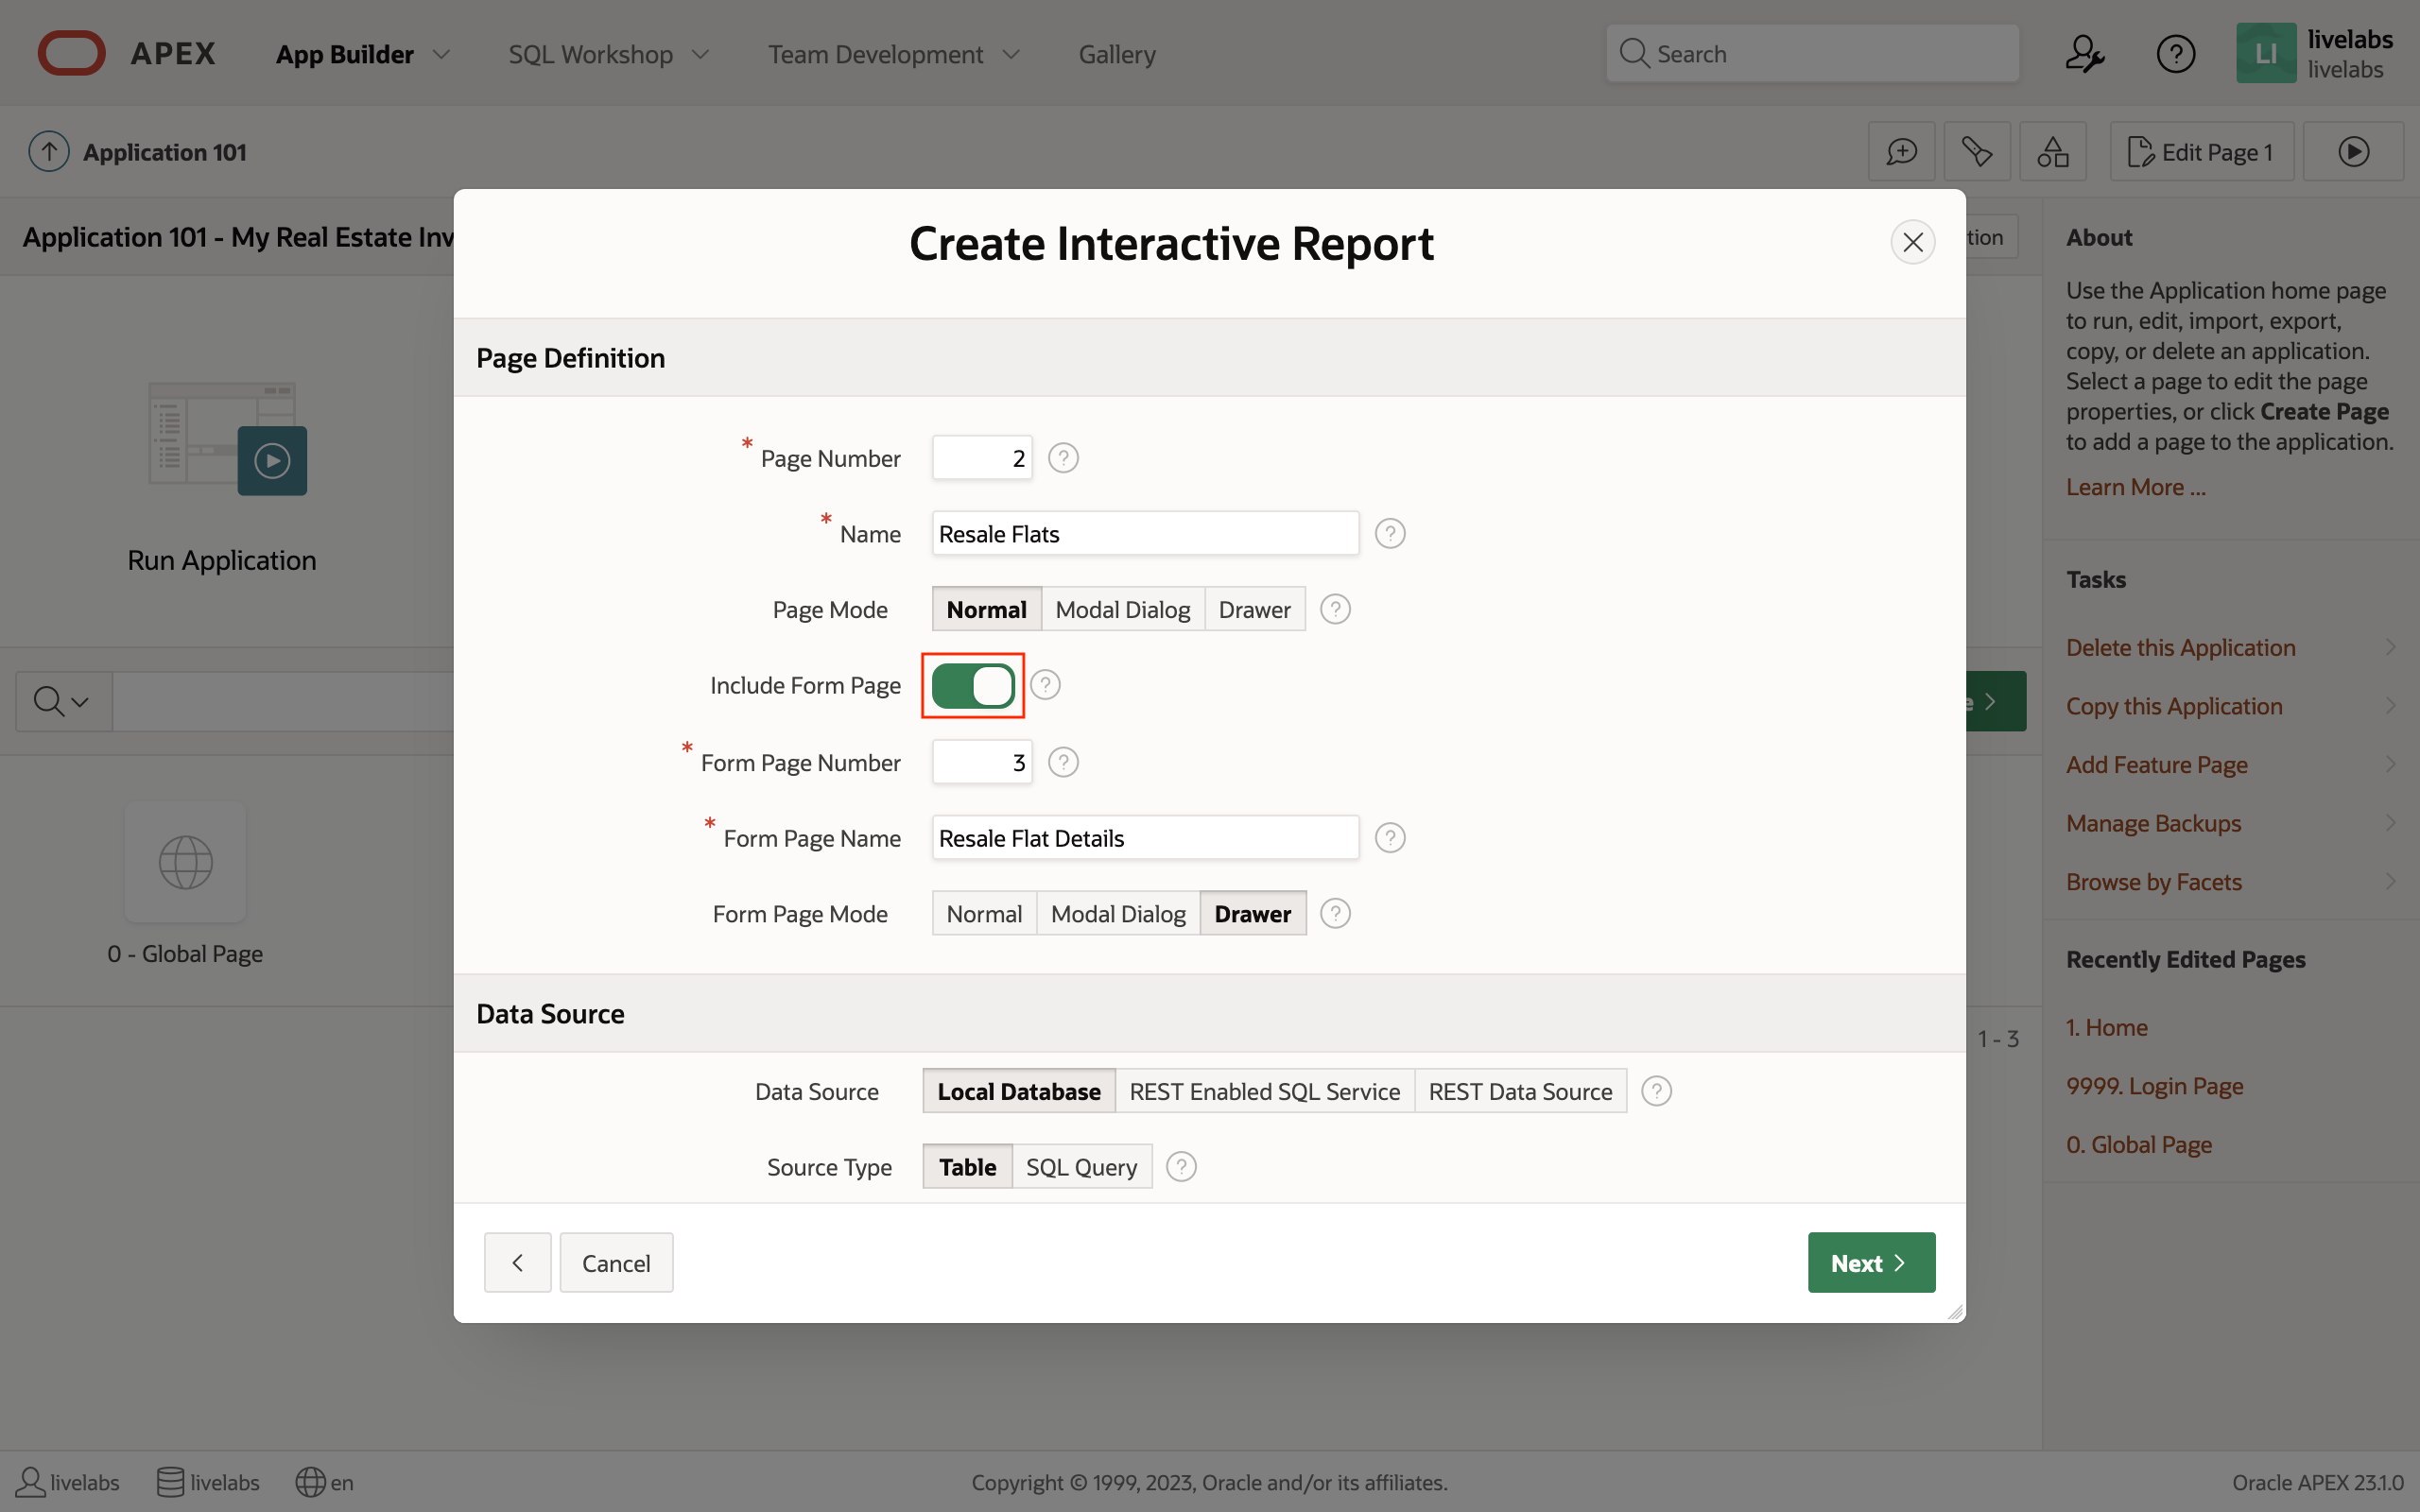 APEX App Builder SQL Workshop Team Development Gallery Search LI livelabs
livelabs
Application 101 Edit Page 1
Application 101 - My Real Estate Inv
tion
Run Application
e
0 - Global Page
1 - 3
Create Interactive Report
Page Definition
* Page Number 2 ?
* Name Resale Flats ?
Page Mode Normal Modal Dialog Drawer ?
Include Form Page ?
* Form Page Number 3 ?
* Form Page Name Resale Flat Details ?
Form Page Mode Normal Modal Dialog Drawer ?
Data Source
Data Source Local Database REST Enabled SQL Service REST Data Source ?
Source Type Table SQL Query ?
Cancel Next
About
Use the Application home page
to run, edit, import, export,
copy, or delete an application.
Select a page to edit the page
properties, or click Create Page
to add a page to the application.
Learn More ...
Tasks
Delete this Application
Copy this Application
Add Feature Page
Manage Backups
Browse by Facets
Recently Edited Pages
1. Home
9999. Login Page
0. Global Page
livelabs livelabs en Copyright © 1999, 2023, Oracle and/or its affiliates. Oracle APEX 23.1.0